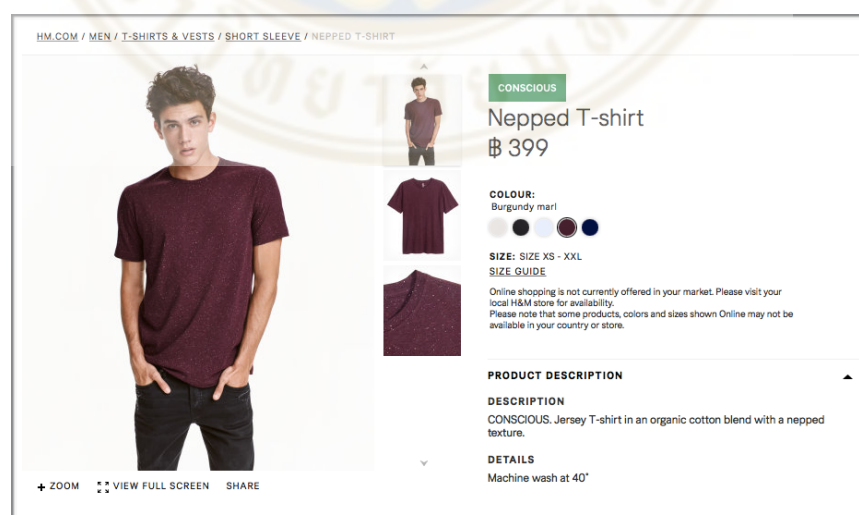 HM.COM / MEN / T-SHIRTS & VESTS / SHORT SLEEVE / NEPPED T-SHIRT
CONSCIOUS
Nepped T-shirt
฿ 399
COLOUR:
Burgundy marl
SIZE: SIZE XS - XXL
SIZE GUIDE
Online shopping is not currently offered in your market. Please visit your
local H&M store for availability.
Please note that some products, colors and sizes shown Online may not be
available in your country or store.
PRODUCT DESCRIPTION
DESCRIPTION
CONSCIOUS. Jersey T-shirt in an organic cotton blend with a nepped
texture.
DETAILS
Machine wash at 40°
+ ZOOM VIEW FULL SCREEN SHARE